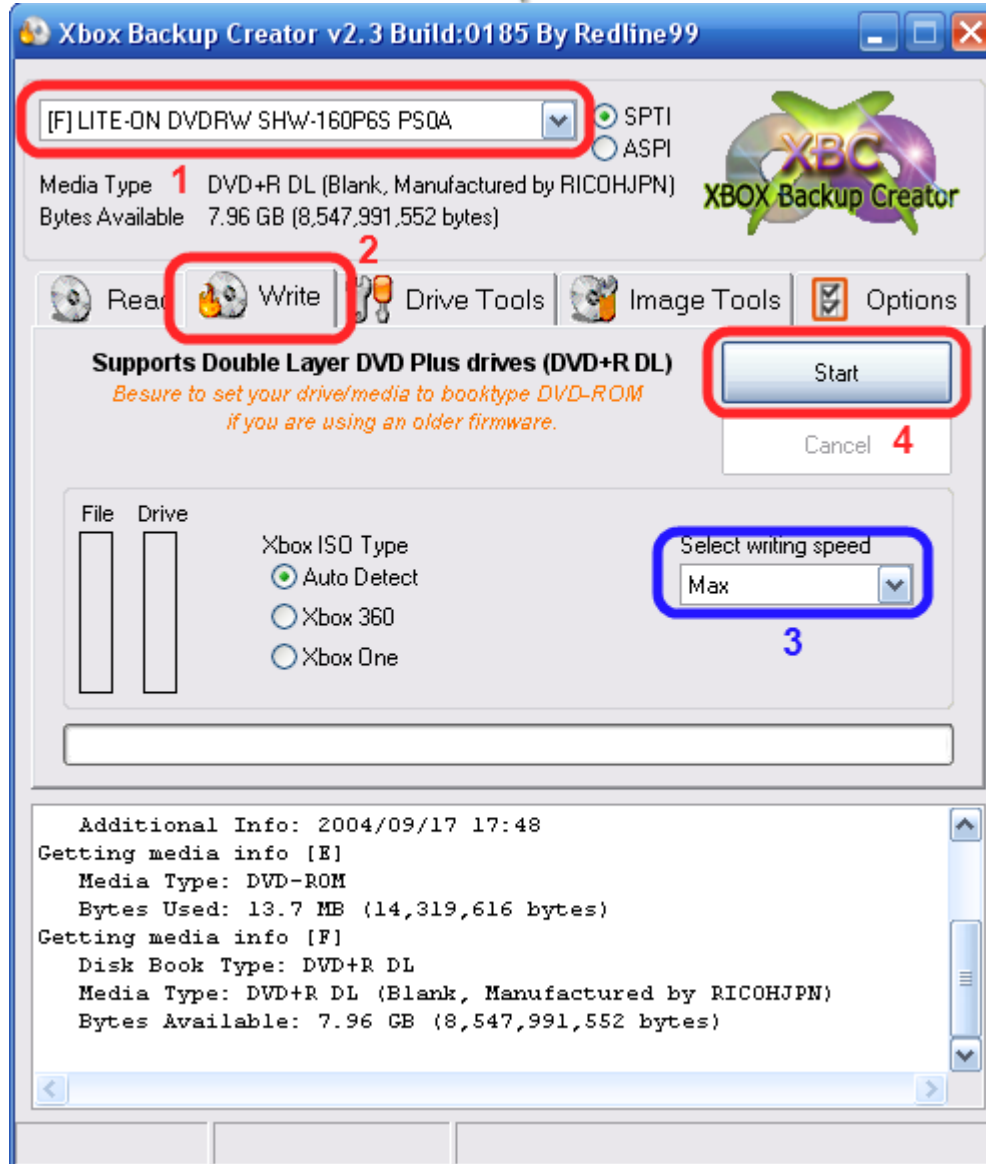 Xbox Backup Creator v2.3 Build:0185 By Redline99
[F] LITE-ON DVDRW SHW-160P6S PS0A
SPTI
ASPI
XBC
XBOX Backup Creator
Media Type 1 DVD+R DL (Blank, Manufactured by RICOHJPN)
Bytes Available 7.96 GB (8,547,991,552 bytes)
2
Read Write Drive Tools Image Tools Options
Supports Double Layer DVD Plus drives (DVD+R DL)
Besure to set your drive/media to booktype DVD-ROM
if you are using an older firmware.
Start
Cancel 4
File Drive
Xbox ISO Type
Auto Detect
Xbox 360
Xbox One
Select writing speed
Max
3
Additional Info: 2004/09/17 17:48
Getting media info [E]
Media Type: DVD-ROM
Bytes Used: 13.7 MB (14,319,616 bytes)
Getting media info [F]
Disk Book Type: DVD+R DL
Media Type: DVD+R DL (Blank, Manufactured by RICOHJPN)
Bytes Available: 7.96 GB (8,547,991,552 bytes)